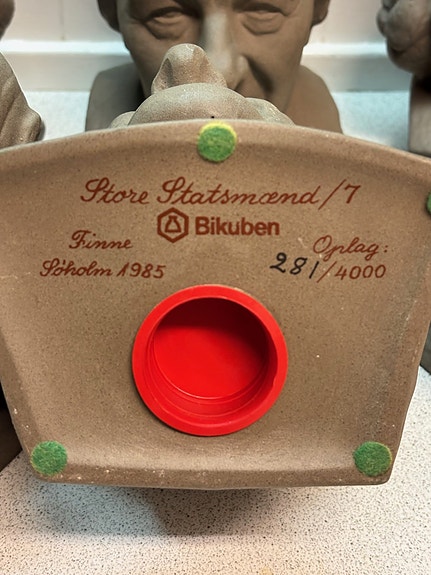 Store Statsmænd/7
Bikuben
Finne
Søholm 1985
Oplag:
281/4000